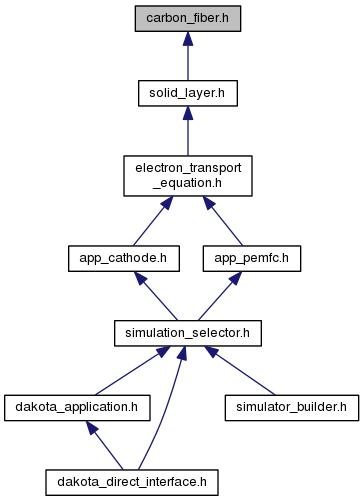 carbon_fiber.h
solid_layer.h
electron_transport
_equation.h
app_cathode.h
app_pemfc.h
simulation_selector.h
dakota_application.h
simulator_builder.h
dakota_direct_interface.h